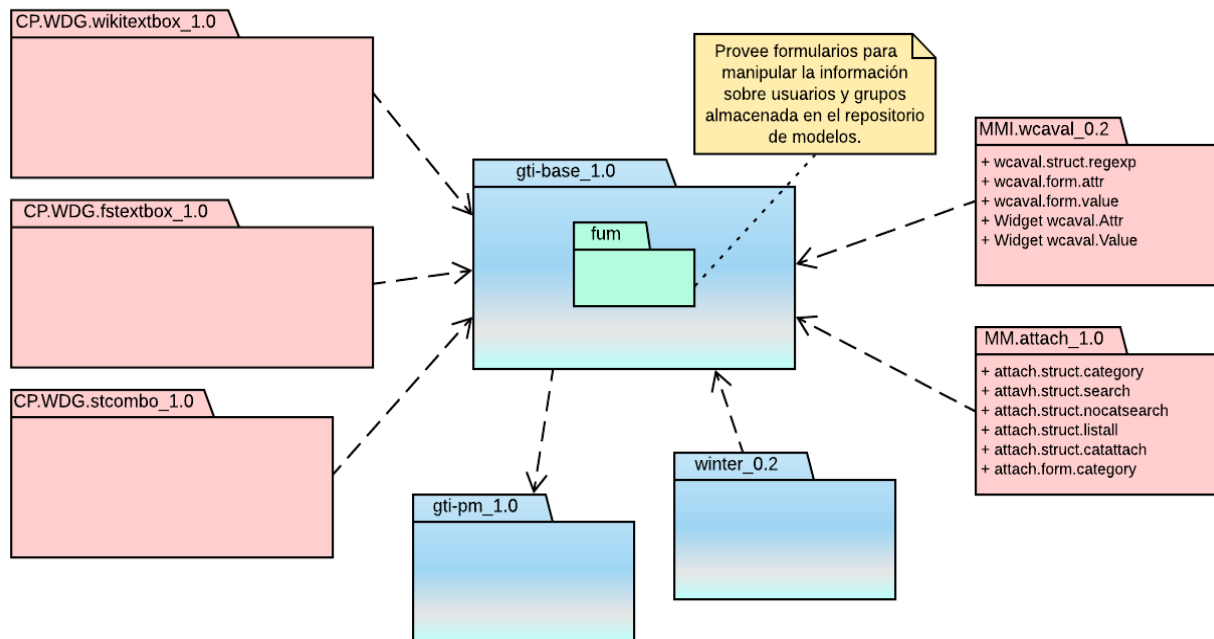 CP.WDG.wikitextbox_1.0
CP.WDG.fstextbox_1.0
CP.WDG.stcombo_1.0
Provee formularios para
manipular la información
sobre usuarios y grupos
almacenada en el repositorio
de modelos.
gti-base_1.0
fum
gti-pm_1.0
winter_0.2
MMI.wcaval_0.2
+ wcaval.struct.regexp
+ wcaval.form.attr
+ wcaval.form.value
+ Widget wcaval.Attr
+ Widget wcaval.Value
MM.attach_1.0
+ attach.struct.category
+ attavh.struct.search
+ attach.struct.nocatsearch
+ attach.struct.listall
+ attach.struct.catattach
+ attach.form.category